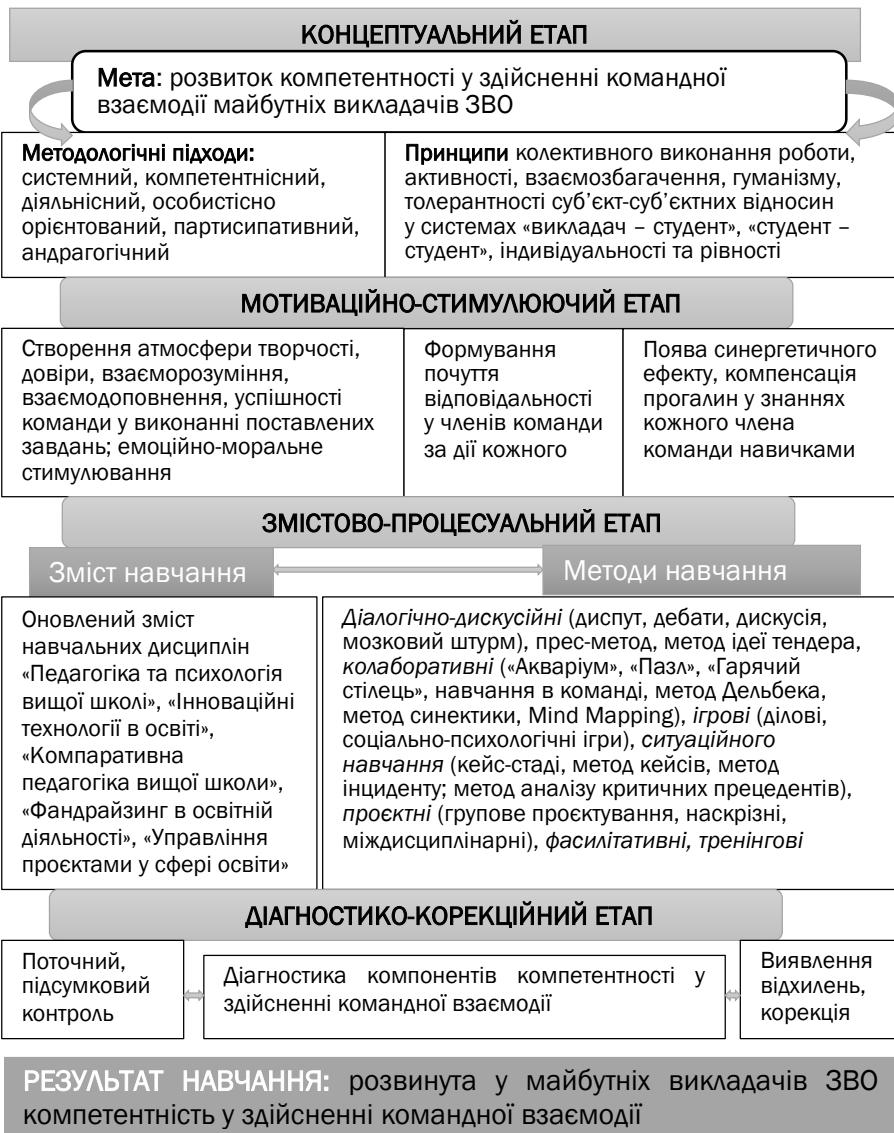 КОНЦЕПТУАЛЬНИЙ ЕТАП
Мета: розвиток компетентності у здійсненні командної
взаємодії майбутніх викладачів ЗВО
Методологічні підходи:
системний, компетентнісний,
діяльнісний, особистісно
орієнтований, партисипативний,
андрагогічний
Принципи колективного виконання роботи,
активності, взаємозбагачення, гуманізму,
толерантності суб’єкт-суб’єктних відносин
у системах «викладач – студент», «студент –
студент», індивідуальності та рівності
МОТИВАЦІЙНО-СТИМУЛЮЮЧИЙ ЕТАП
Створення атмосфери творчості,
довіри, взаєморозуміння,
взаємодоповнення, успішності
команди у виконанні поставлених
завдань; емоційно-моральне
стимулювання
Формування
почуття
відповідальності
у членів команди
за дії кожного
Поява синергетичного
ефекту, компенсація
прогалин у знаннях
кожного члена
команди навичками
ЗМІСТОВО-ПРОЦЕСУАЛЬНИЙ ЕТАП
Зміст навчання
Методи навчання
Оновлений зміст
навчальних дисциплін
«Педагогіка та психологія
вищої школі», «Інноваційні
технології в освіті»,
«Компаративна
педагогіка вищої школи»,
«Фандрайзинг в освітній
діяльності», «Управління
проєктами у сфері освіти»
Діалогічно-дискусійні (диспут, дебати, дискусія,
мозковий штурм), прес-метод, метод ідеї тендера,
колаборативні («Акваріум», «Пазл», «Гарячий
стілець», навчання в команді, метод Дельбека,
метод синектики, Mind Mapping), ігрові (ділові,
соціально-психологічні ігри), ситуаційного
навчання (кейс-стаді, метод кейсів, метод
інциденту; метод аналізу критичних прецедентів),
проєктні (групове проєктування, наскрізні,
міждисциплінарні), фасилітативні, тренінгові
ДІАГНОСТИКО-КОРЕКЦІЙНИЙ ЕТАП
Поточний,
підсумковий
контроль
Діагностика компонентів компетентності у
здійсненні командної взаємодії
Виявлення
відхилень,
корекція
РЕЗУЛЬТАТ НАВЧАННЯ: розвинута у майбутніх викладачів ЗВО
компетентність у здійсненні командної взаємодії